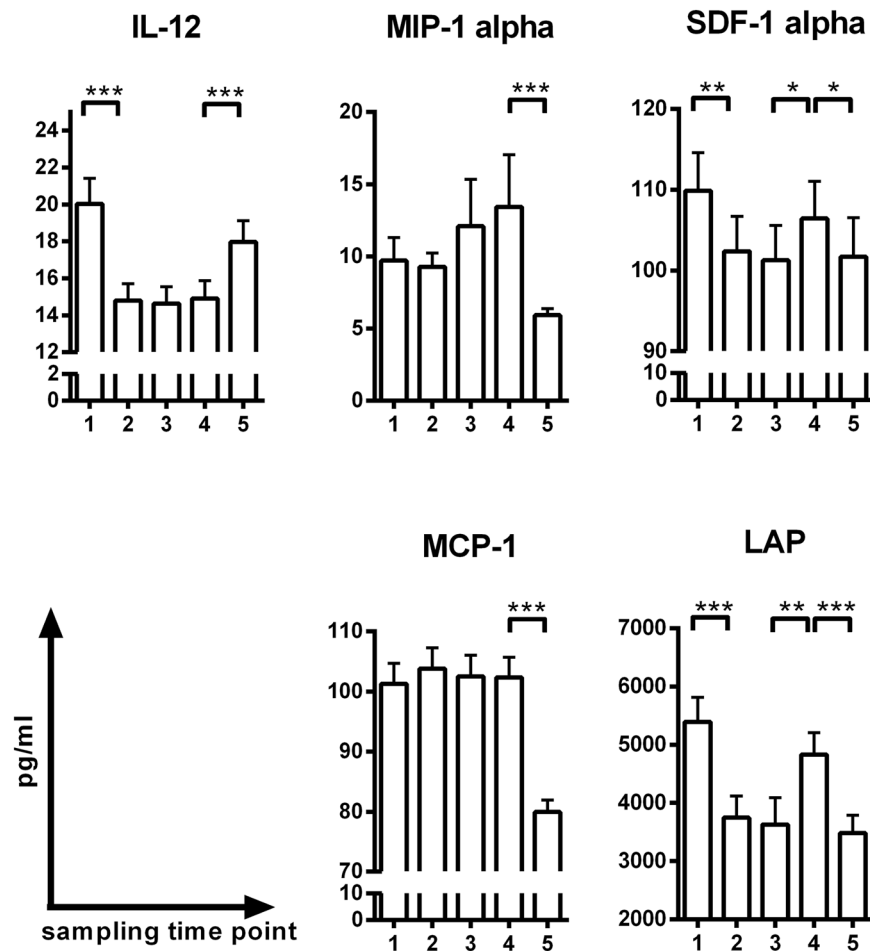 IL-12
MIP-1 alpha
SDF-1 alpha
*** ***
24
22
20
18
16
14
12
2
0
1 2 3 4 5
***
20
15
10
5
0
1 2 3 4 5
** * *
120
110
100
90
10
0
1 2 3 4 5
pg/ml
sampling time point
MCP-1
***
110
100
90
80
70
10
0
1 2 3 4 5
LAP
*** ** ***
7000
6000
5000
4000
3000
2000
1 2 3 4 5